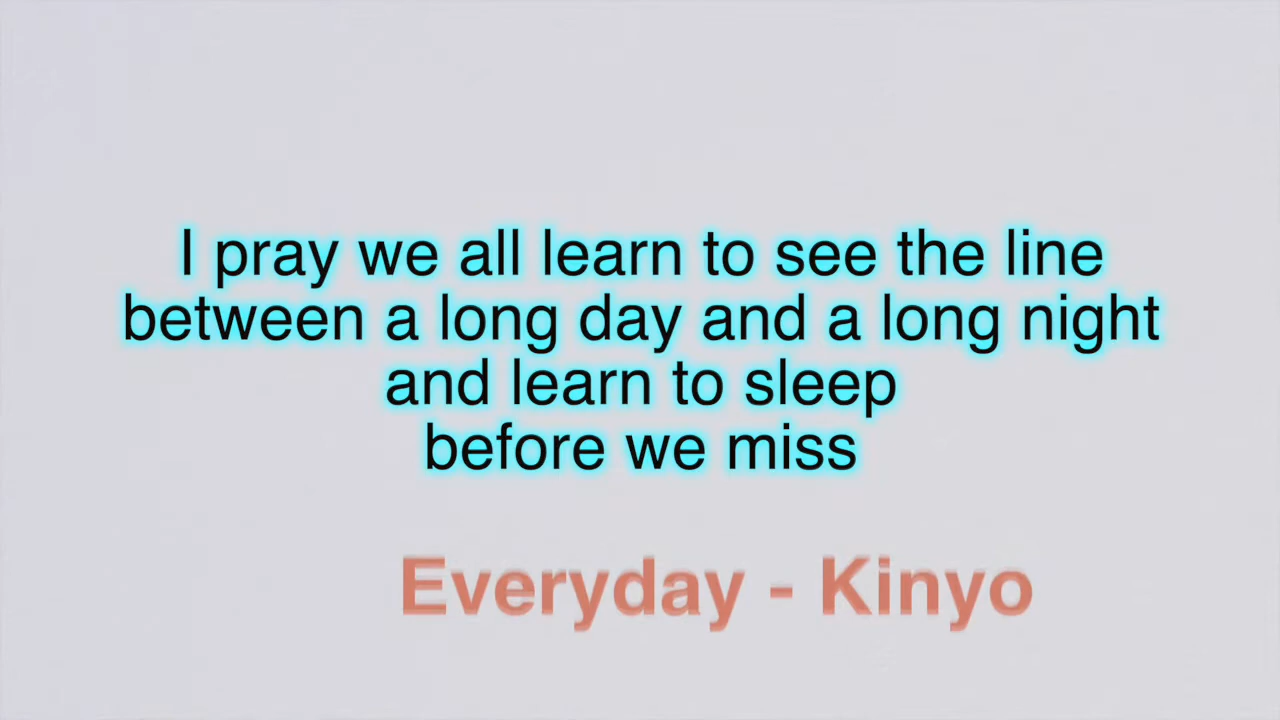 I pray we all learn to see the line
between a long day and a long night
and learn to sleep
before we miss
Everyday - Kinyo